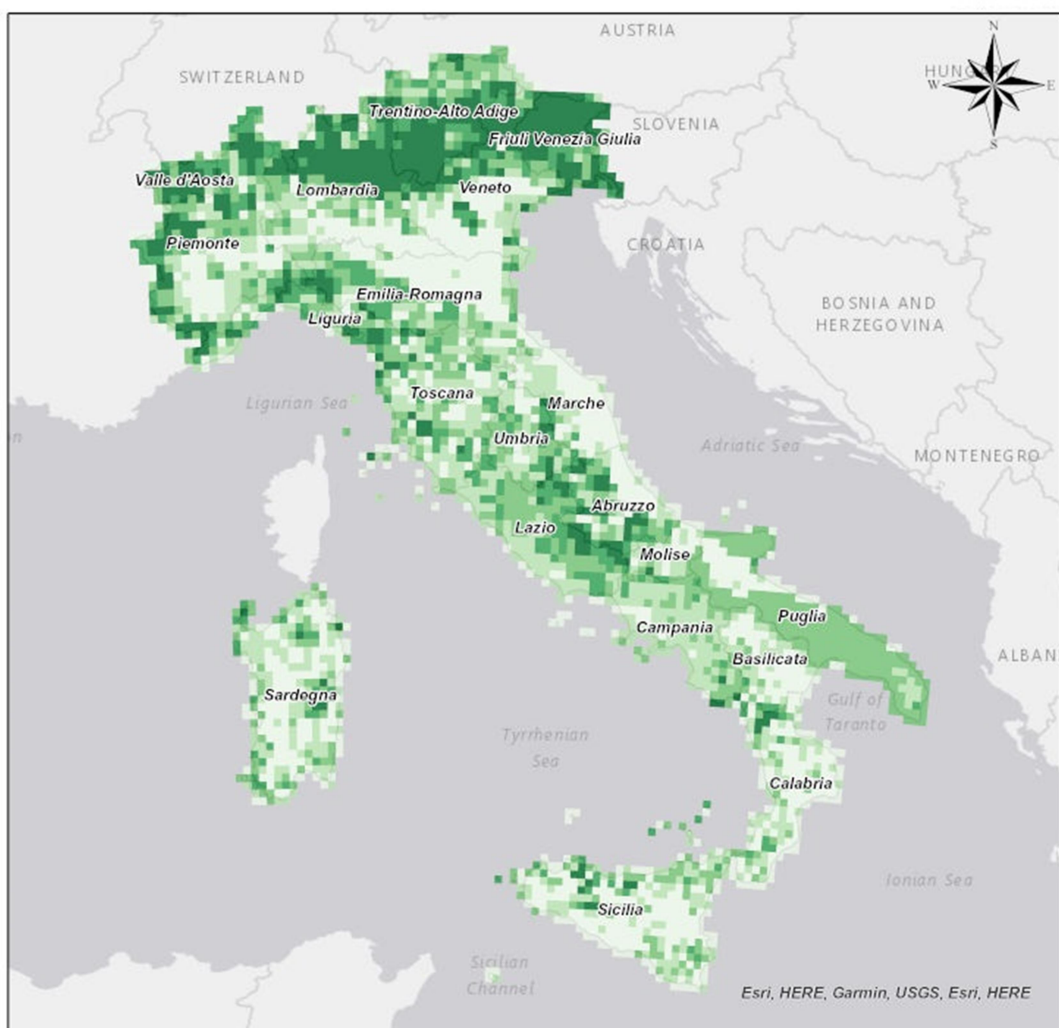 AUSTRIA
N
SWITZERLAND
HUNG
W
E
Trentino-Alto Adige
SLOVENIA
S
Friuli Venezia Giulia
Valle d'Aosta
Lombardia
Veneto
Piemonte
CROATIA
Emilia-Romagna
BOSNIA AND
HERZEGOVINA
Liguria
Toscana
Ligurian Sea
Marche
Umbria
Adriatic Sea
MONTENEGRO
Abruzzo
Lazio
Molise
Puglia
Campania
Basilicata
ALBAN
Sardegna
Gulf of
Taranto
Tyrrhenian
Sea
Calabria
Ionian Sea
Sicilia
Sicilian
Channel
Esri, HERE, Garmin, USGS, Esri, HERE